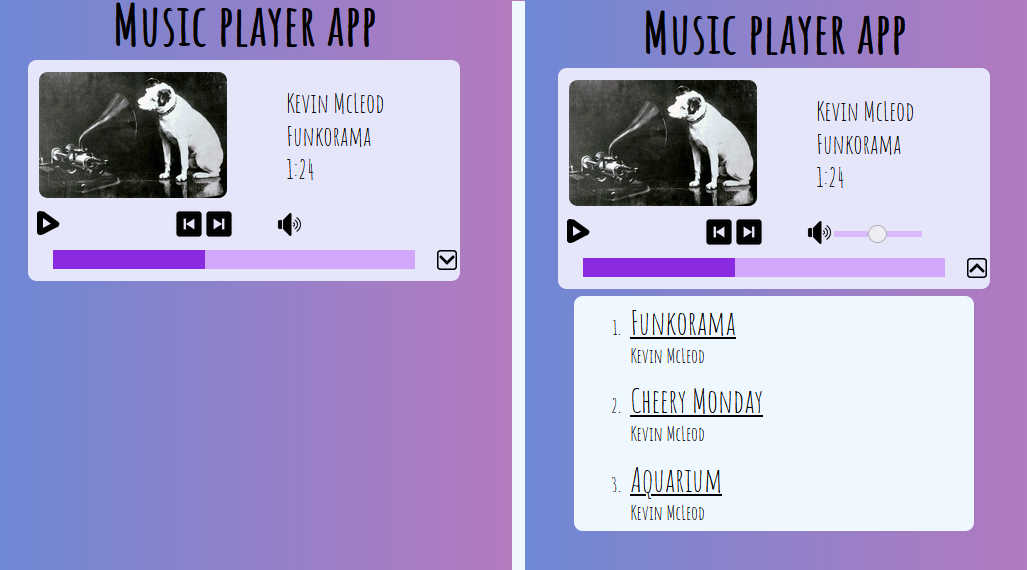 Music player app
Kevin McLeod
Funkorama
1:24
Music player app
Kevin McLeod
Funkorama
1:24
1. Funkorama
Kevin McLeod
2. Cheery Monday
Kevin McLeod
3. Aquarium
Kevin McLeod